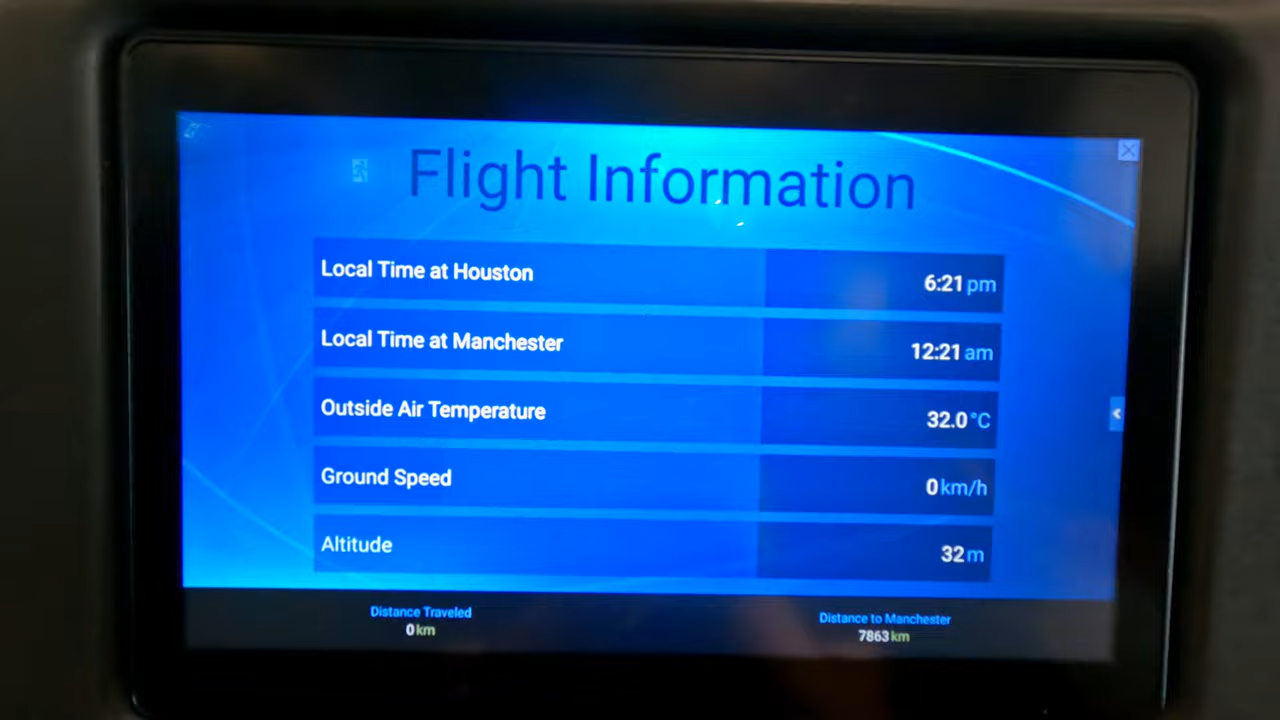 Flight Information
Local Time at Houston 6:21 pm
Local Time at Manchester 12:21 am
Outside Air Temperature 32.0 °C
Ground Speed 0 km/h
Altitude 32 m
Distance Traveled
0 km
Distance to Manchester
7863 km